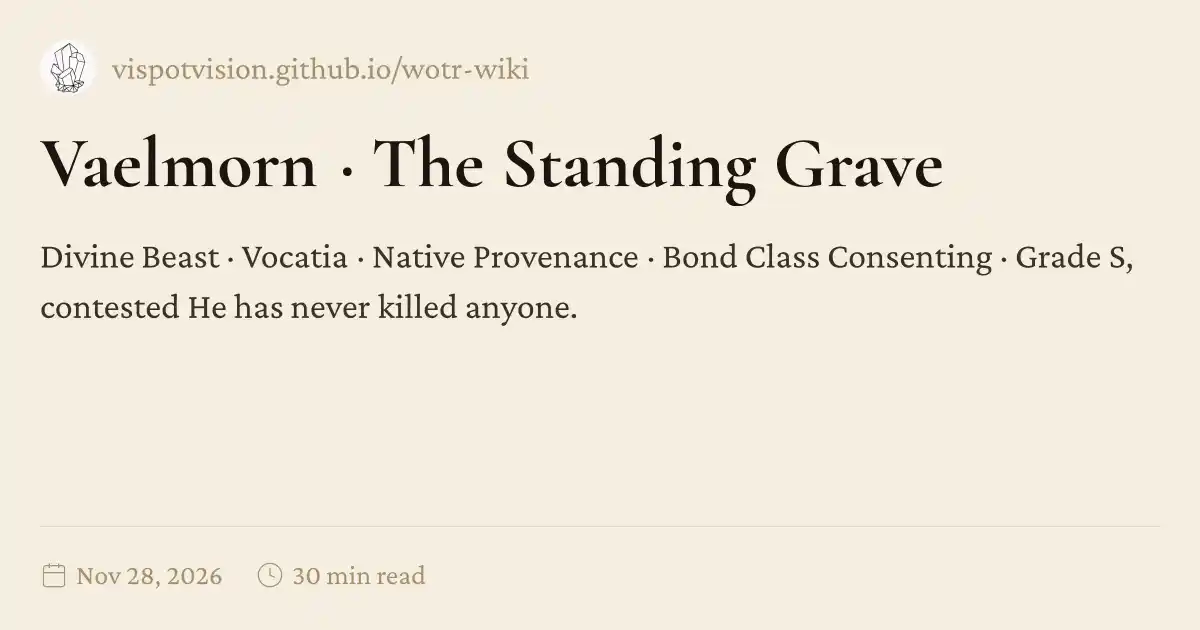 vispotvision.github.io/wotr-wiki
Vaelmorn · The Standing Grave
Divine Beast · Vocatia · Native Provenance · Bond Class Consenting · Grade S,
contested He has never killed anyone.
Nov 28, 2026
30 min read